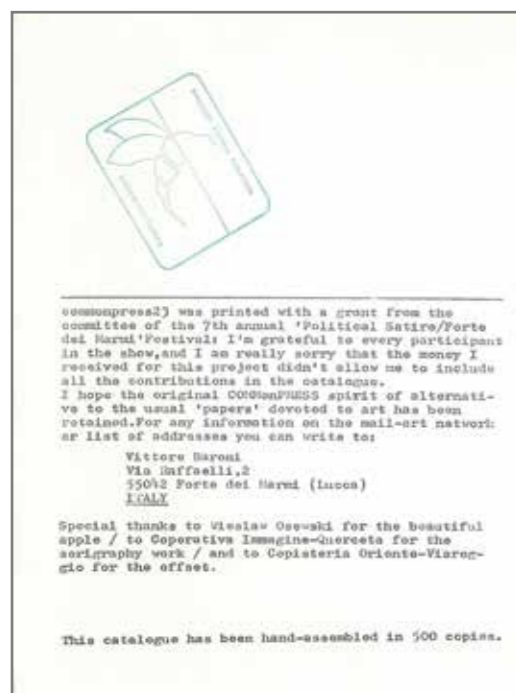 commonpress23 was printed with a grant from the
committee of the 7th annual 'Political Satire/Forte
dei Marmi'Festival: I'm grateful to every participant
in the show,and I am really sorry that the money I
received for this project didn't allow me to include
all the contributions in the catalogue.
I hope the original COMMonPRESS spirit of alternati-
ve to the usual 'papers' devoted to art has been
retained.For any information on the mail-art network
or list of addresses you can write to:
Vittore Baroni
Via Raffaelli,2
55042 Forte dei Marmi (Lucca)
ITALY
Special thanks to Wieslaw Osewski for the beautiful
apple / to Coperativa Immagine-Querceta for the
serigraphy work / and to Copisteria Oriente-Viareg-
gio for the offset.
This catalogue has been hand-assembled in 500 copies.